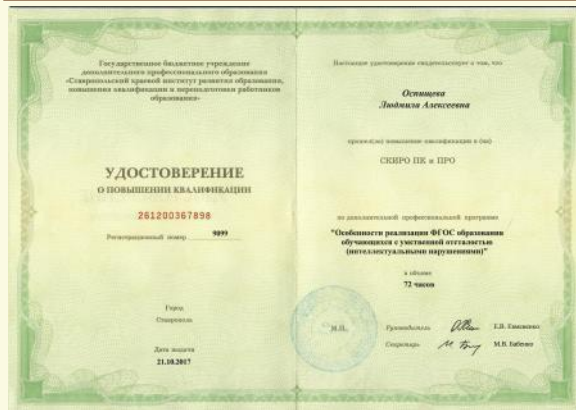 Государственное бюджетное учреждение
дополнительного профессионального образования
«Ставропольский краевой институт развития образования,
повышения квалификации и переподготовки работников
образования»
УДОСТОВЕРЕНИЕ
О ПОВЫШЕНИИ КВАЛИФИКАЦИИ
261200367898
Регистрационный номер 9899
Город
Ставрополь
Дата выдачи
21.10.2017
Настоящее удостоверение свидетельствует о том, что
Оспищева
Людмила Алексеевна
прошел(ла) повышение квалификации в (на)
СКИРО ПК и ПРО
по дополнительной профессиональной программе
"Особенности реализации ФГОС образования
обучающихся с умственной отсталостью
(интеллектуальными нарушениями)"
в объеме
72 часов
М.П.
Руководитель Е.В.
Секретарь М.В. Бабенко